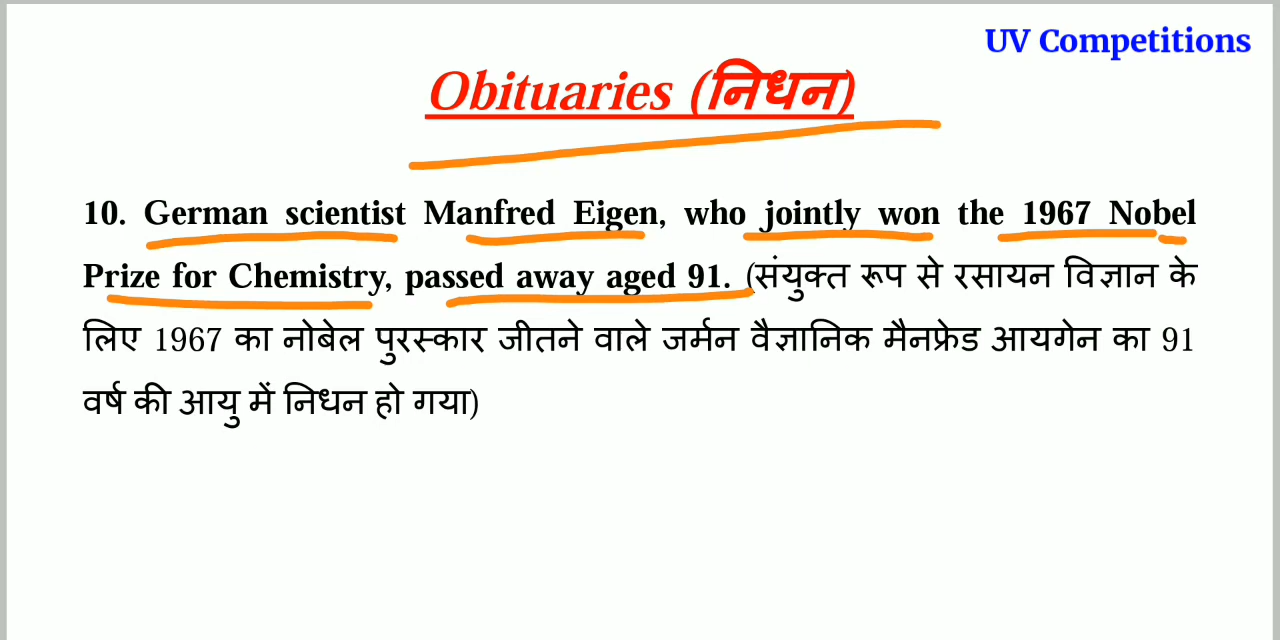 UV Competitions
Obituaries (निधन)
10. German scientist Manfred Eigen, who jointly won the 1967 Nobel
Prize for Chemistry, passed away aged 91. (संयुक्त रूप से रसायन विज्ञान के
लिए 1967 का नोबेल पुरस्कार जीतने वाले जर्मन वैज्ञानिक मैनफ्रेड आयगेन का 91
वर्ष की आयु में निधन हो गया)